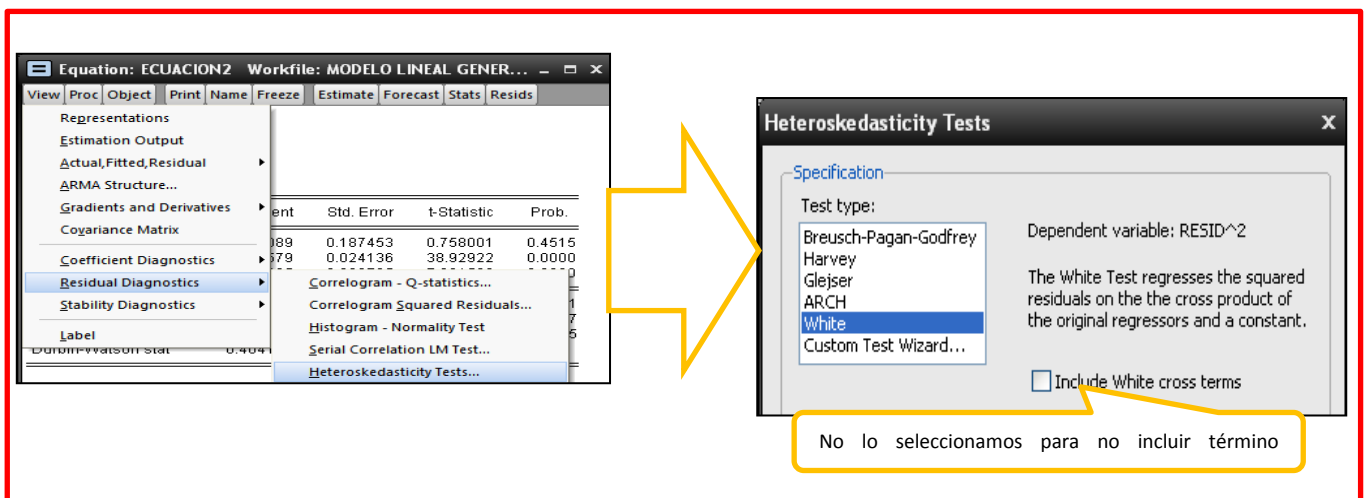 Equation: ECUACION2 Workfile: MODELO LINEAL GENER...
View Proc Object Print Name Freeze Estimate Forecast Stats Resids
Representations
Estimation Output
Actual,Fitted,Residual
ARMA Structure...
Gradients and Derivatives
Covariance Matrix
Coefficient Diagnostics
Residual Diagnostics
Stability Diagnostics
Label
ent Std. Error t-Statistic Prob.
089 0.187453 0.758001 0.4515
579 0.024136 38.92922 0.0000
Correlogram - Q-statistics...
Correlogram Squared Residuals...
Histogram - Normality Test
Serial Correlation LM Test...
Heteroskedasticity Tests...
Durbin-Watson stat
Heteroskedasticity Tests x
Specification
Test type:
Breusch-Pagan-Godfrey
Harvey
Glejser
ARCH
White
Custom Test Wizard...
Dependent variable: RESID^2
The White Test regresses the squared
residuals on the the cross product of
the original regressors and a constant.
Include White cross terms
No lo seleccionamos para no incluir término